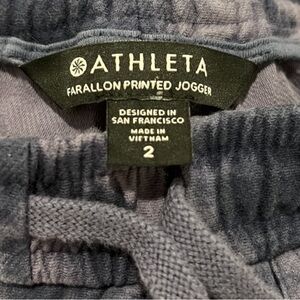 ATHLETA
FARALLON PRINTED JOGGER
DESIGNED IN
SAN FRANCISCO
MADE IN
VIETNAM
2